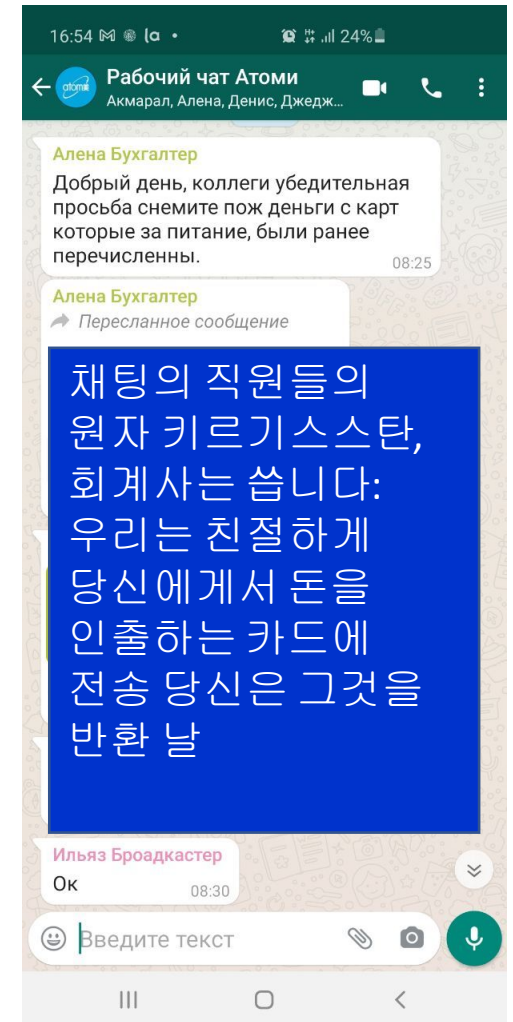 16:54 24%
Рабочий чат Атоми
Акмарал, Алена, Денис, Джедж...
Алена Бухгалтер
Добрый день, коллеги убедительная
просьба снемите пож деньги с карт
которые за питание, были ранее
перечисленны.
08:25
Алена Бухгалтер
Пересланное сообщение
채팅의 직원들의
원자 키르기스스탄,
회계사는 씁니다:
우리는 친절하게
당신에게서 돈을
인출하는 카드에
전송 당신은 그것을
반환 날
Ильяз Броадкастер
Ок
08:30
Введите текст